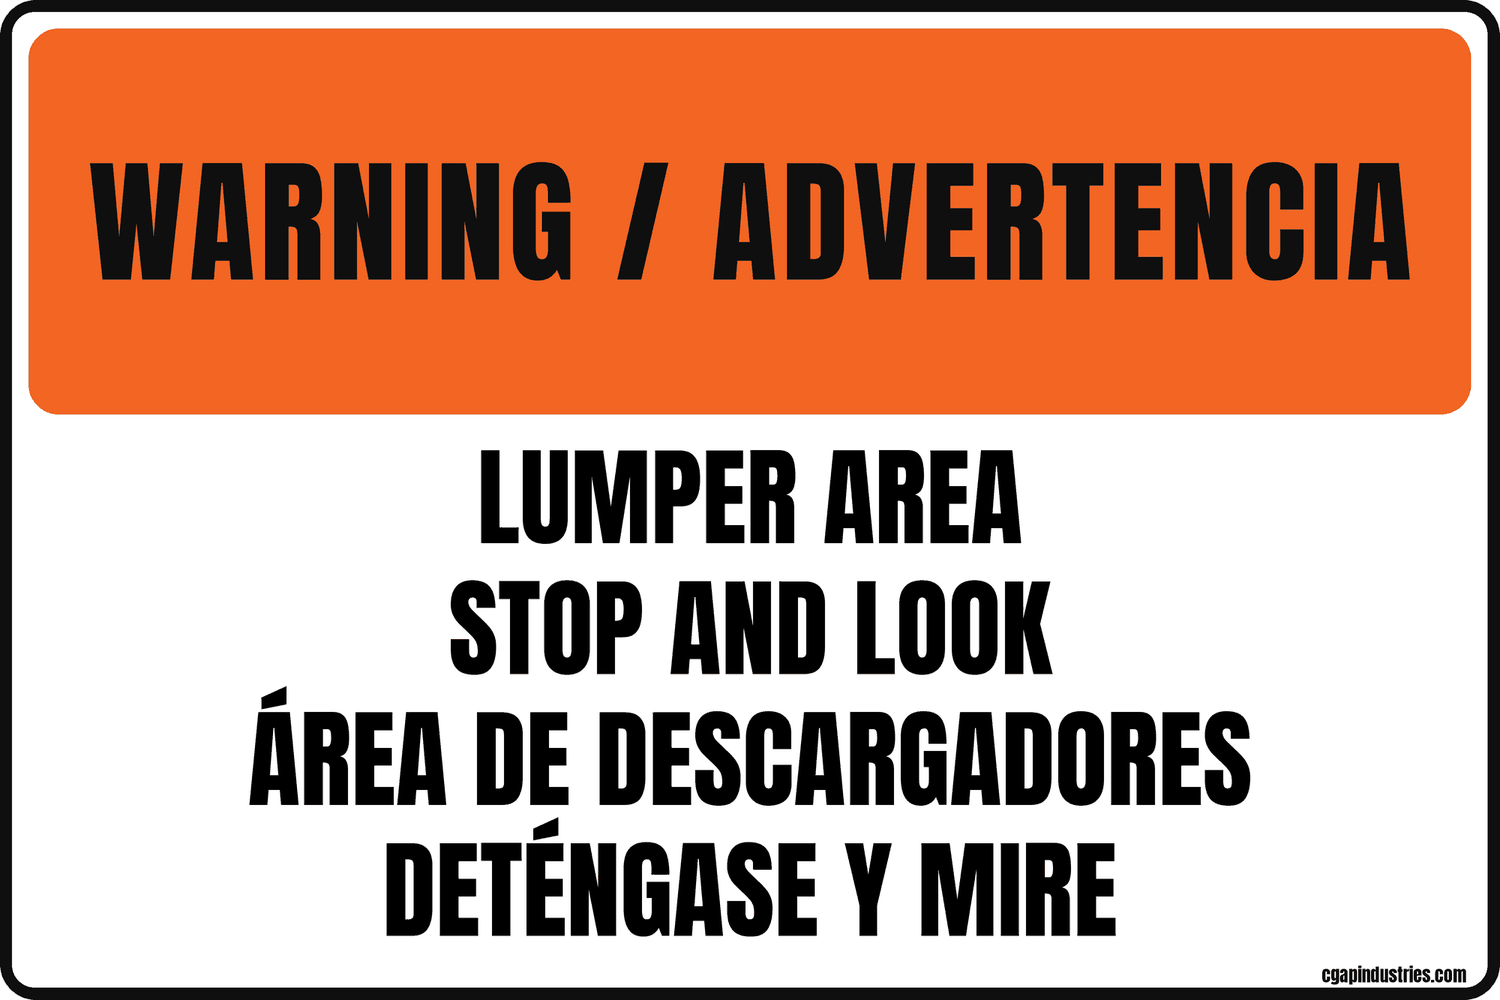 WARNING / ADVERTENCIA
LUMPER AREA
STOP AND LOOK
ÁREA DE DESCARGADORES
DETÉNGASE Y MIRE
cgapindustries.com